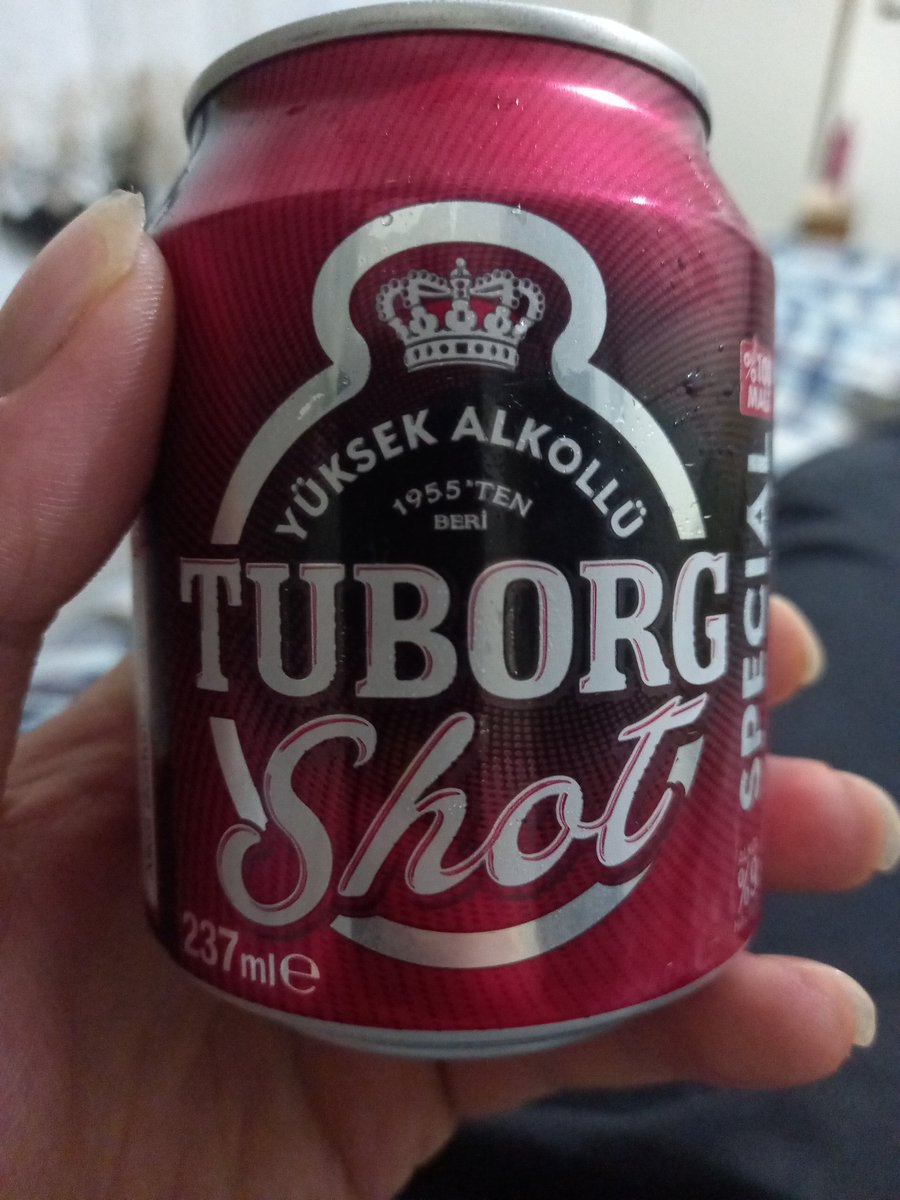 YÜKSEK ALKOLLÜ
1955'TEN
BERİ
TUBORG
Shot
237ml℮
SPECIAL